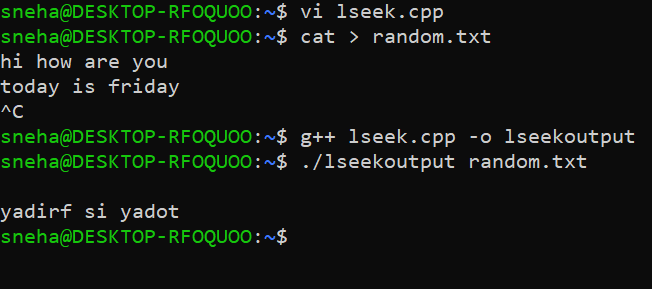 sneha@DESKTOP-RFOQUOO:~$ vi lseek.cpp
sneha@DESKTOP-RFOQUOO:~$ cat > random.txt
hi how are you
today is friday
^C
sneha@DESKTOP-RFOQUOO:~$ g++ lseek.cpp -o lseekoutput
sneha@DESKTOP-RFOQUOO:~$ ./lseekoutput random.txt
yadirf si yadot
sneha@DESKTOP-RFOQUOO:~$